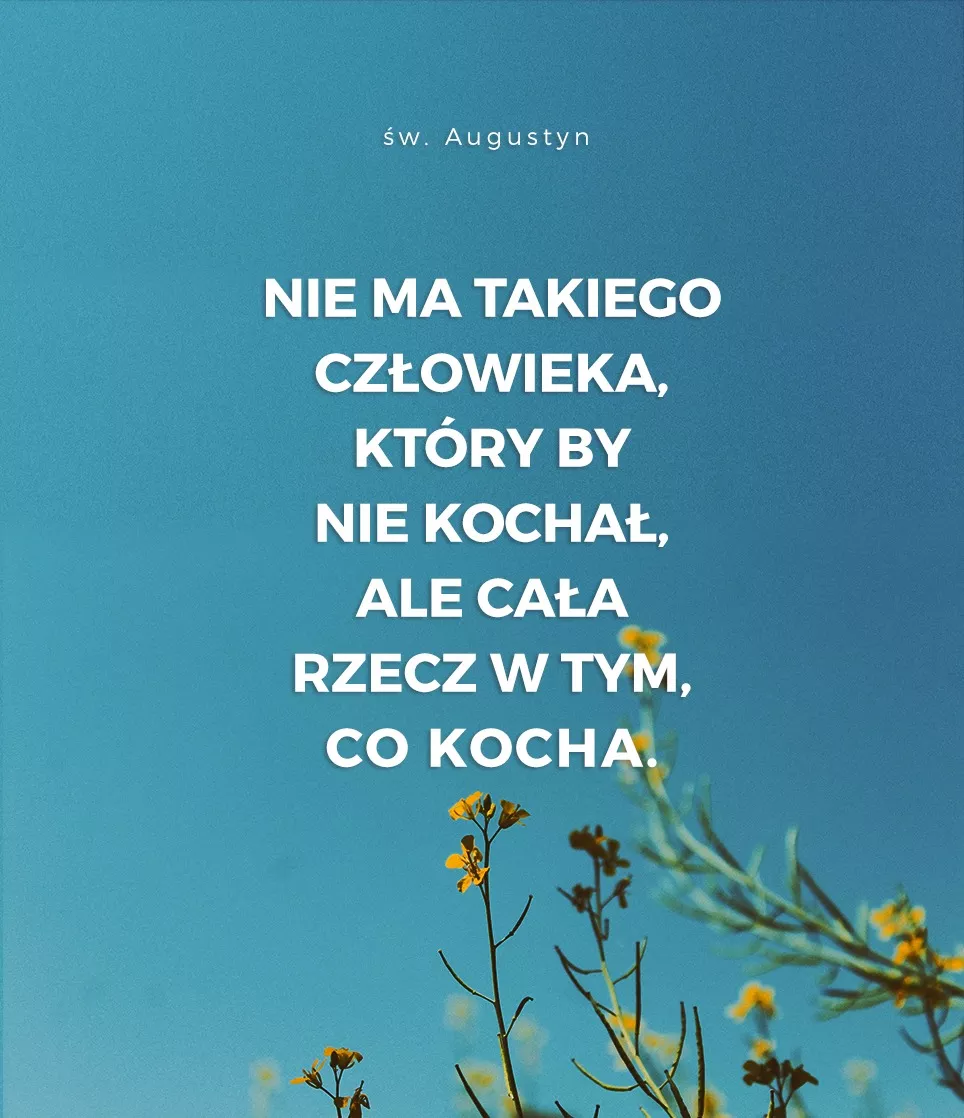 św. Augustyn
NIE MA TAKIEGO
CZŁOWIEKA,
KTÓRY BY
NIE KOCHAŁ,
ALE CAŁA
RZECZ W TYM,
CO KOCHA.